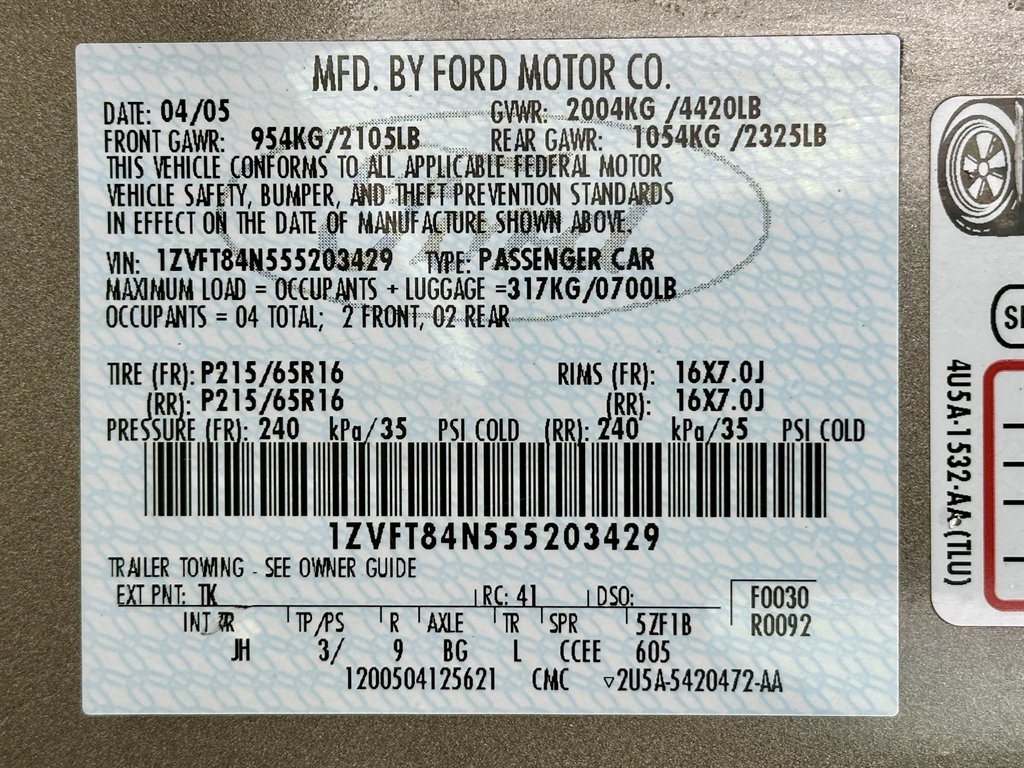 MFD. BY FORD MOTOR CO.
DATE: 04/05 GVWR: 2004KG /4420LB
FRONT GAWR: 954KG/2105LB REAR GAWR: 1054KG /2325LB
THIS VEHICLE CONFORMS TO ALL APPLICABLE FEDERAL MOTOR
VEHICLE SAFETY, BUMPER, AND THEFT PREVENTION STANDARDS
IN EFFECT ON THE DATE OF MANUFACTURE SHOWN ABOVE.
VIN: 1ZVFT84N555203429 TYPE: PASSENGER CAR
MAXIMUM LOAD = OCCUPANTS + LUGGAGE =317KG/0700LB
OCCUPANTS = 04 TOTAL; 2 FRONT, 02 REAR
TIRE (FR): P215/65R16 RIMS (FR): 16X7.0J
(RR): P215/65R16 (RR): 16X7.0J
PRESSURE (FR): 240 kPa/35 PSI COLD (RR): 240 kPa/35 PSI COLD
1ZVFT84N555203429
TRAILER TOWING - SEE OWNER GUIDE
EXT PNT: TK RC: 41 DSO: F0030
INT TR TP/PS R AXLE TR SPR 5ZF1B R0092
JH 3/ 9 BG L CCEE 605
1200504125621 CMC ▿2U5A-5420472-AA
4U5A-1532-AA (TLU)